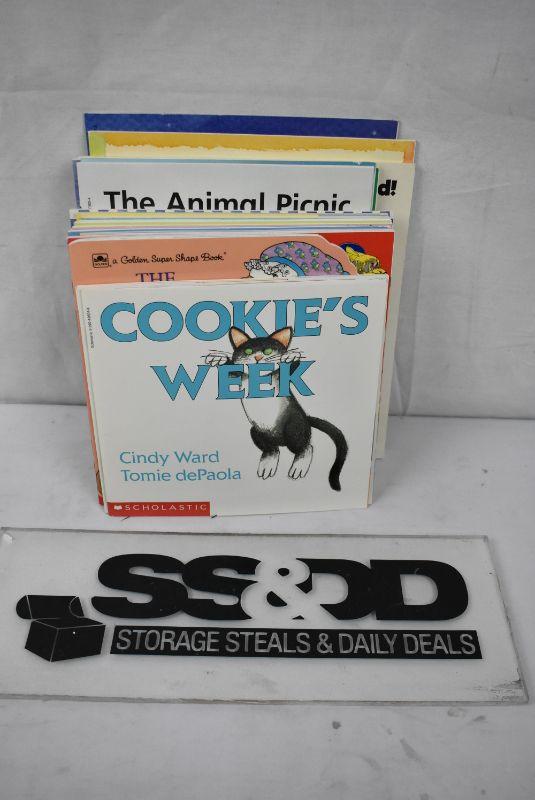 The Animal Picnic
d!
a Golden Super Shape Book®
THE
COOKIE'S
WEEK
Cindy Ward
Tomie dePaola
SCHOLASTIC
SS&DD
STORAGE STEALS & DAILY DEALS